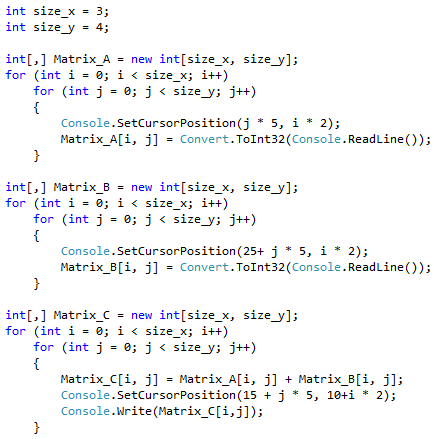 int size_x = 3;
int size_y = 4;

int[,] Matrix_A = new int[size_x, size_y];
for (int i = 0; i < size_x; i++)
    for (int j = 0; j < size_y; j++)
    {
        Console.SetCursorPosition(j * 5, i * 2);
        Matrix_A[i, j] = Convert.ToInt32(Console.ReadLine());
    }

int[,] Matrix_B = new int[size_x, size_y];
for (int i = 0; i < size_x; i++)
    for (int j = 0; j < size_y; j++)
    {
        Console.SetCursorPosition(25+ j * 5, i * 2);
        Matrix_B[i, j] = Convert.ToInt32(Console.ReadLine());
    }

int[,] Matrix_C = new int[size_x, size_y];
for (int i = 0; i < size_x; i++)
    for (int j = 0; j < size_y; j++)
    {
        Matrix_C[i, j] = Matrix_A[i, j] + Matrix_B[i, j];
        Console.SetCursorPosition(15 + j * 5, 10+i * 2);
        Console.Write(Matrix_C[i,j]);
    }